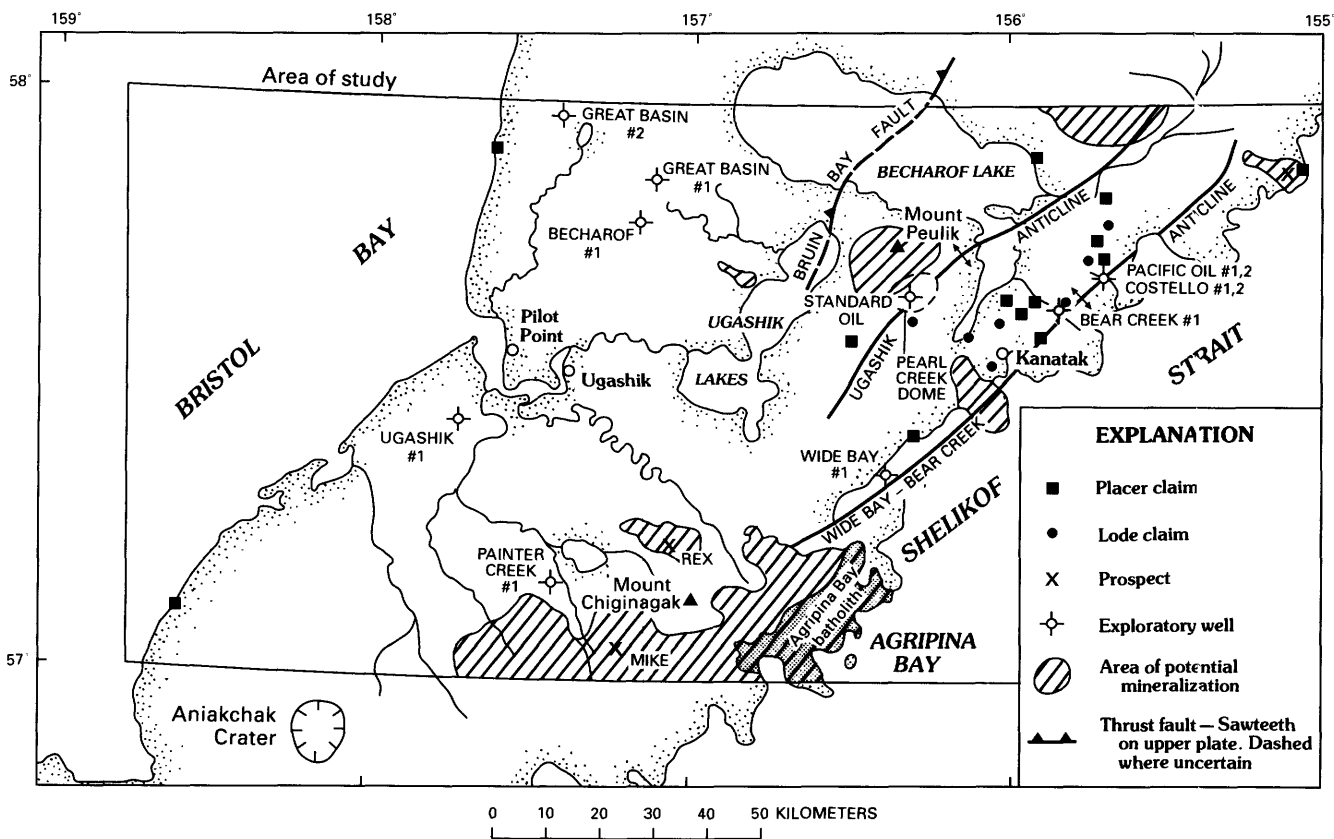 159°
158°
157°
156°
155°
58°
57°
Area of study
GREAT BASIN
#2
GREAT BASIN
#1
BECHAROF
#1
BAY
BRISTOL
BRUIN BAY FAULT
BECHAROF LAKE
Mount
Peulik
ANTICLINE
ANTICLINE
PACIFIC OIL #1,2
COSTELLO #1,2
STANDARD
OIL
BEAR CREEK #1
Pilot
Point
UGASHIK
LAKES
UGASHIK
PEARL
CREEK
DOME
Kanatak
STRAIT
Ugashik
UGASHIK
#1
WIDE BAY
#1
WIDE BAY – BEAR CREEK
SHELIKOF
PAINTER
CREEK
#1
REX
Mount
Chiginagak
MIKE
Agripina Bay
batholith
AGRIPINA
BAY
Aniakchak
Crater
EXPLANATION
Placer claim
Lode claim
Prospect
Exploratory well
Area of potential
mineralization
Thrust fault — Sawteeth
on upper plate. Dashed
where uncertain
0 10 20 30 40 50 KILOMETERS